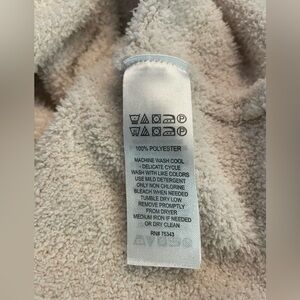 100% POLYESTER
MACHINE WASH COOL
- DELICATE CYCLE
WASH WITH LIKE COLORS
USE MILD DETERGENT
ONLY NON CHLORINE
BLEACH WHEN NEEDED
TUMBLE DRY LOW
REMOVE PROMPTLY
FROM DRYER
MEDIUM IRON IF NEEDED
OR DRY CLEAN
RN# 75343